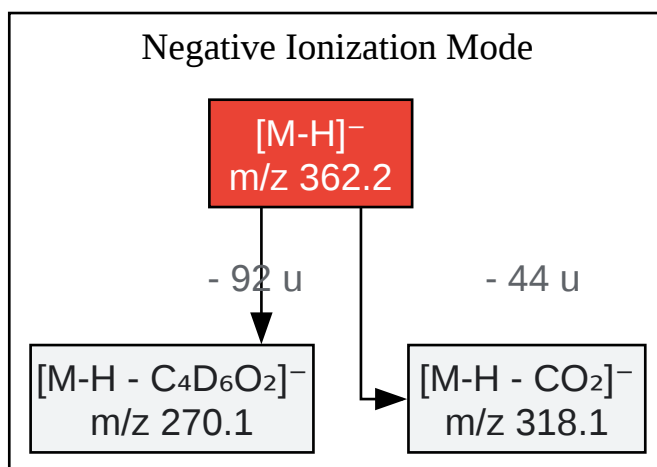 Negative Ionization Mode
[M-H]⁻
m/z 362.2
- 92 u
- 44 u
[M-H - C₄D₆O₂]⁻
m/z 270.1
[M-H - CO₂]⁻
m/z 318.1